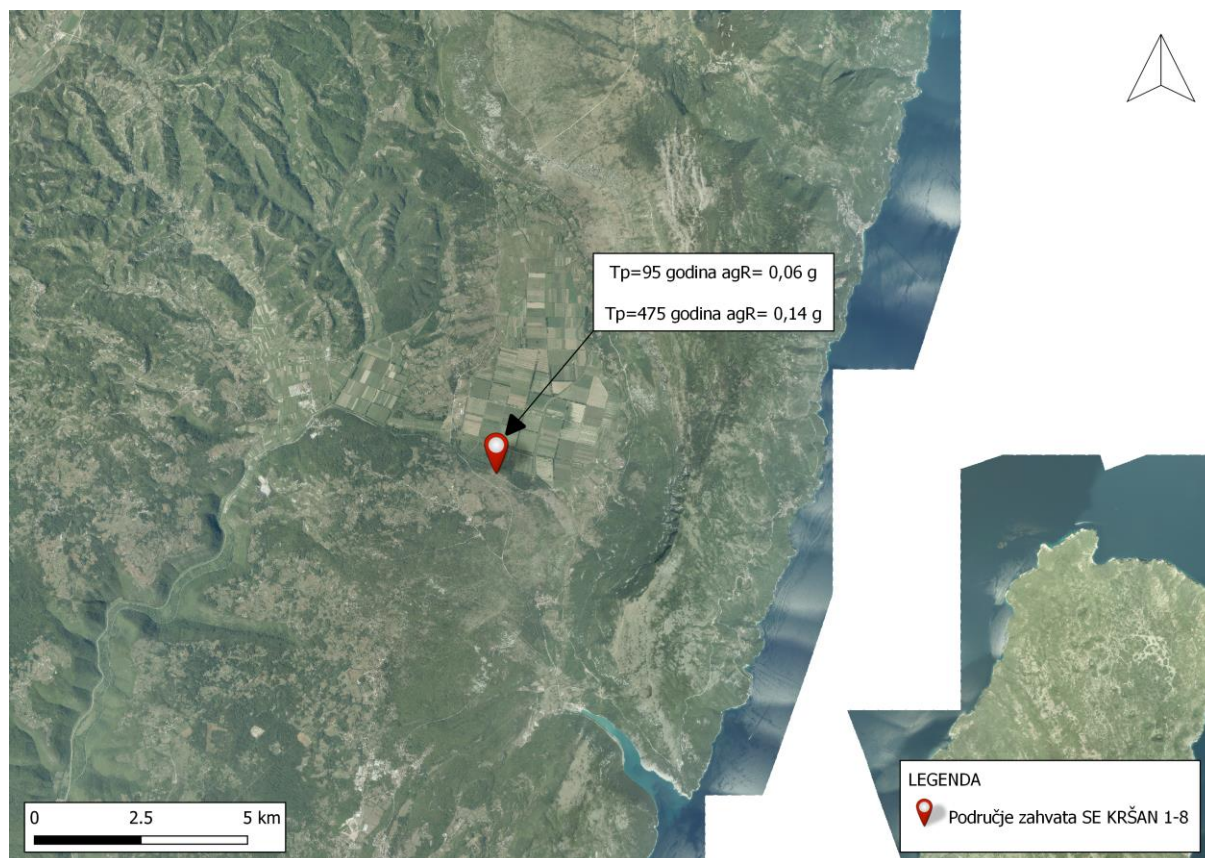 Tp=95 godina agR= 0,06 g
Tp=475 godina agR= 0,14 g
LEGENDA
Područje zahvata SE KRŠAN 1-8
0 2.5 5 km